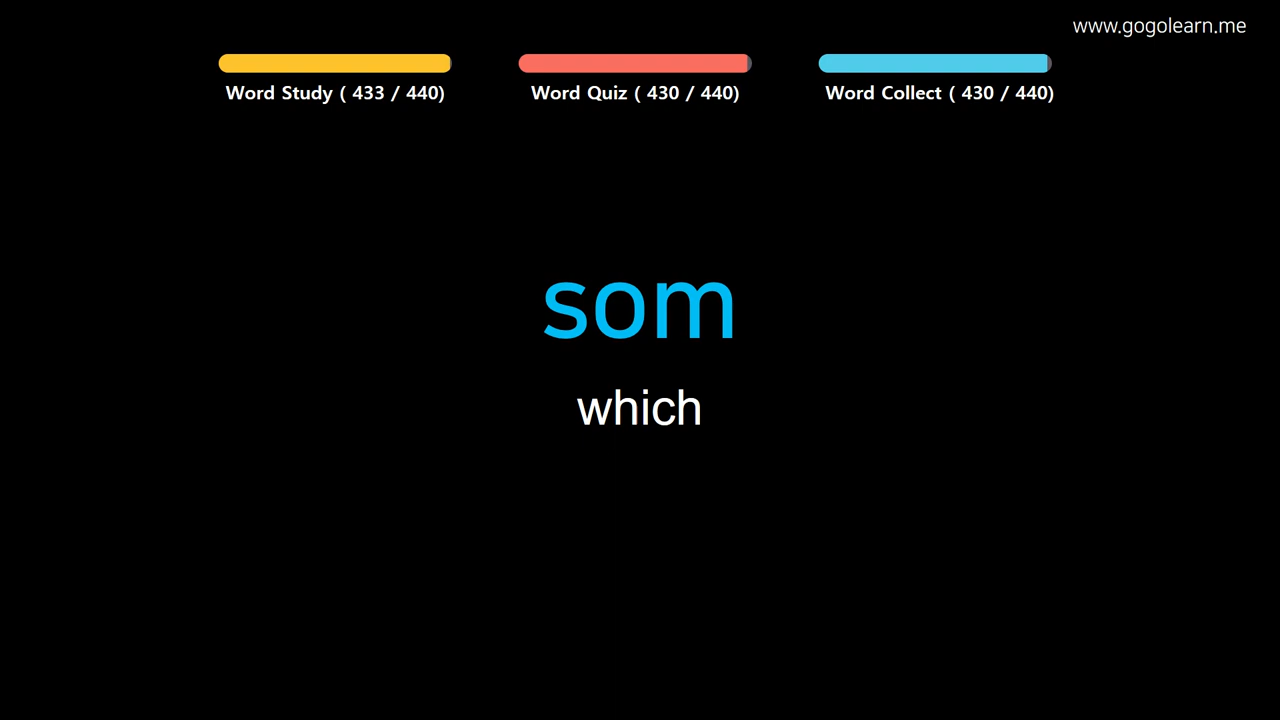 www.gogolearn.me
Word Study ( 433 / 440)
Word Quiz ( 430 / 440)
Word Collect ( 430 / 440)
som
which